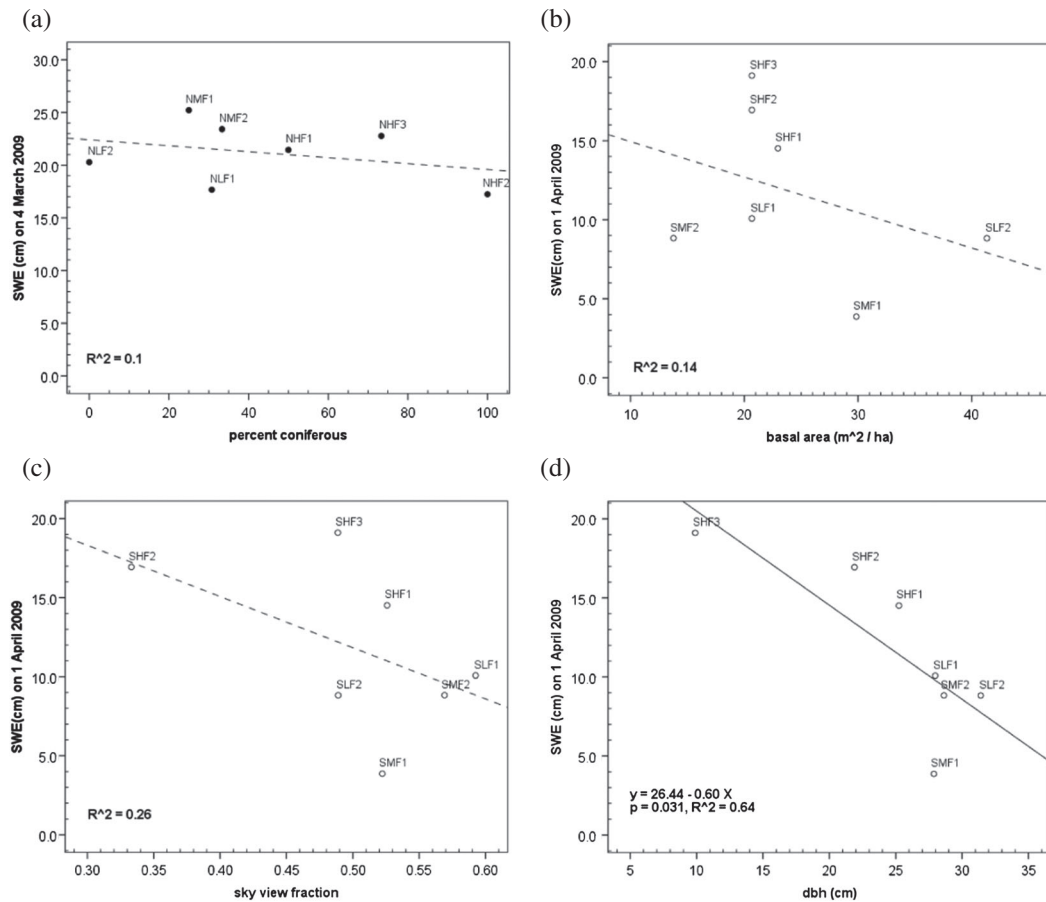 (a)
SWE (cm) on 4 March 2009
30.0
25.0
20.0
15.0
10.0
5.0
0.0
NMF1
NMF2
NHF3
NHF1
NLF2
NLF1
NHF2
R^2 = 0.1
0 20 40 60 80 100
percent coniferous
(b)
SWE(cm) on 1 April 2009
20.0
15.0
10.0
5.0
0.0
SHF3
SHF2
SHF1
SLF1
SMF2
SLF2
SMF1
R^2 = 0.14
10 20 30 40
basal area (m^2 / ha)
(c)
SWE(cm) on 1 April 2009
20.0
15.0
10.0
5.0
0.0
SHF3
SHF2
SHF1
SLF1
SLF2
SMF2
SMF1
R^2 = 0.26
0.30 0.35 0.40 0.45 0.50 0.55 0.60
sky view fraction
(d)
SWE (cm) on 1 April 2009
20.0
15.0
10.0
5.0
0.0
SHF3
SHF2
SHF1
SLF1
SMF2
SLF2
SMF1
y = 26.44 - 0.60 X
p = 0.031, R^2 = 0.64
5 10 15 20 25 30 35
dbh (cm)